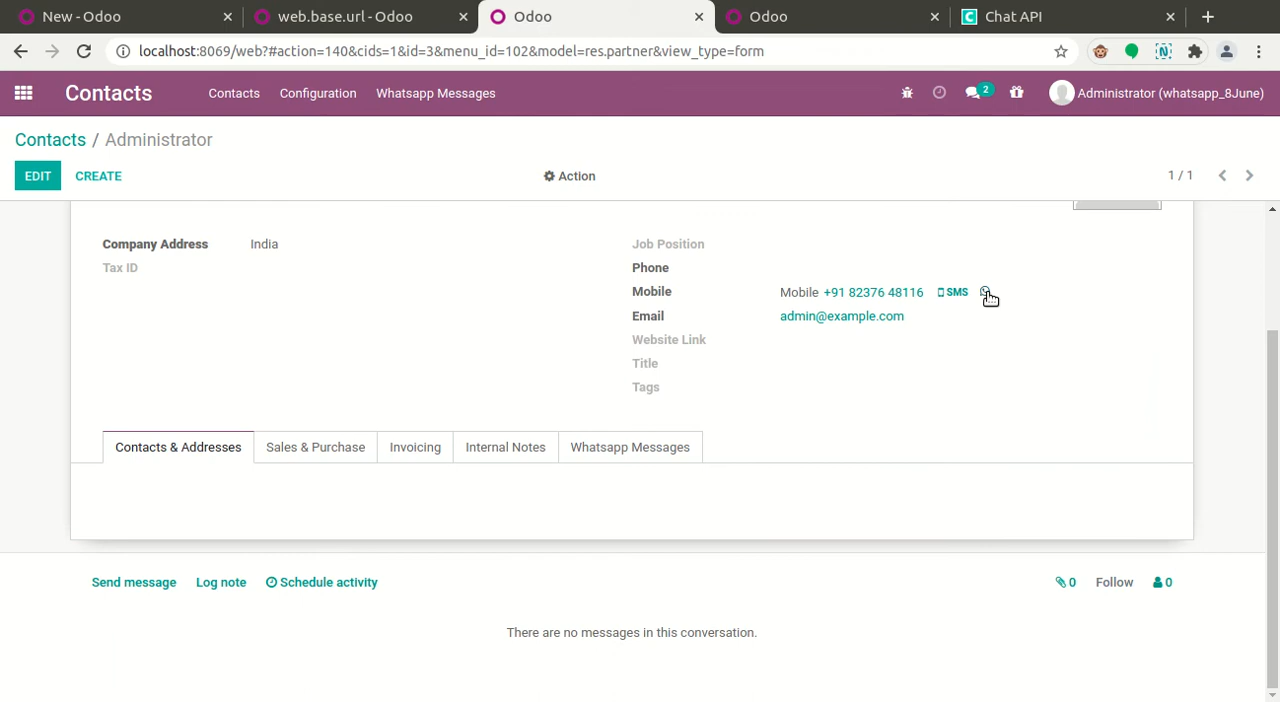 New - Odoo
web.base.url - Odoo
Odoo
Odoo
Chat API
localhost:8069/web?#action=140&cids=1&id=3&menu_id=102&model=res.partner&view_type=form
Contacts Contacts Configuration Whatsapp Messages 2 Administrator (whatsapp_8June)
Contacts / Administrator
EDIT CREATE Action 1 / 1
Company Address India
Tax ID
Job Position
Phone
Mobile Mobile +91 82376 48116 SMS
Email admin@example.com
Website Link
Title
Tags
Contacts & Addresses Sales & Purchase Invoicing Internal Notes Whatsapp Messages
Send message Log note Schedule activity 0 Follow 0
There are no messages in this conversation.